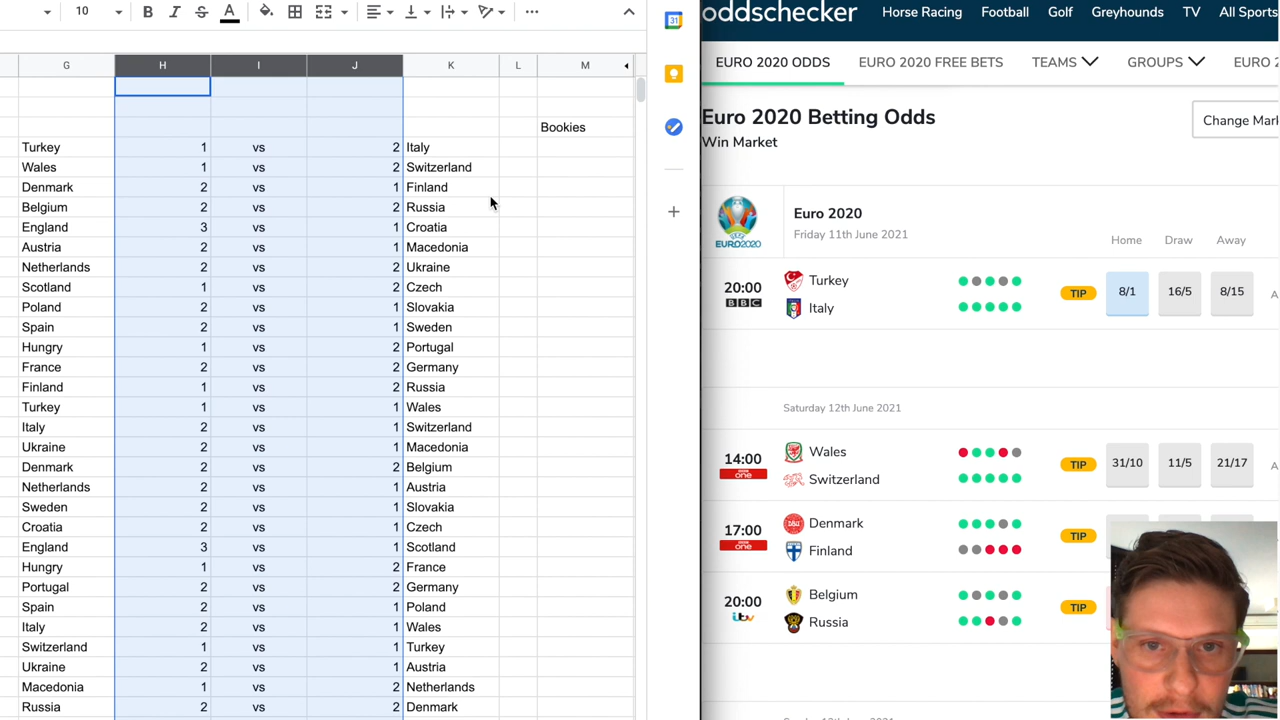 10 B I S A
G H I J K L M
Bookies
Turkey 1 vs 2 Italy
Wales 1 vs 2 Switzerland
Denmark 2 vs 1 Finland
Belgium 2 vs 2 Russia
England 3 vs 1 Croatia
Austria 2 vs 1 Macedonia
Netherlands 2 vs 2 Ukraine
Scotland 1 vs 2 Czech
Poland 2 vs 1 Slovakia
Spain 2 vs 1 Sweden
Hungry 1 vs 2 Portugal
France 2 vs 2 Germany
Finland 1 vs 2 Russia
Turkey 1 vs 1 Wales
Italy 2 vs 1 Switzerland
Ukraine 2 vs 1 Macedonia
Denmark 2 vs 2 Belgium
Netherlands 2 vs 1 Austria
Sweden 2 vs 1 Slovakia
Croatia 2 vs 1 Czech
England 3 vs 1 Scotland
Hungry 1 vs 2 France
Portugal 2 vs 2 Germany
Spain 2 vs 1 Poland
Italy 2 vs 1 Wales
Switzerland 1 vs 1 Turkey
Ukraine 2 vs 1 Austria
Macedonia 1 vs 2 Netherlands
Russia 2 vs 2 Denmark
31
oddschecker Horse Racing Football Golf Greyhounds TV All Sports
EURO 2020 ODDS EURO 2020 FREE BETS TEAMS GROUPS EURO 2
Euro 2020 Betting Odds
Change Mar
Win Market
EURO2020
Euro 2020
Friday 11th June 2021
Home Draw Away
20:00 Turkey TIP 8/1 16/5 8/15 A
BBC Italy
Saturday 12th June 2021
14:00 Wales TIP 31/10 11/5 21/17 A
BBC one Switzerland
17:00 Denmark TIP
BBC one Finland
20:00 Belgium TIP
itv Russia